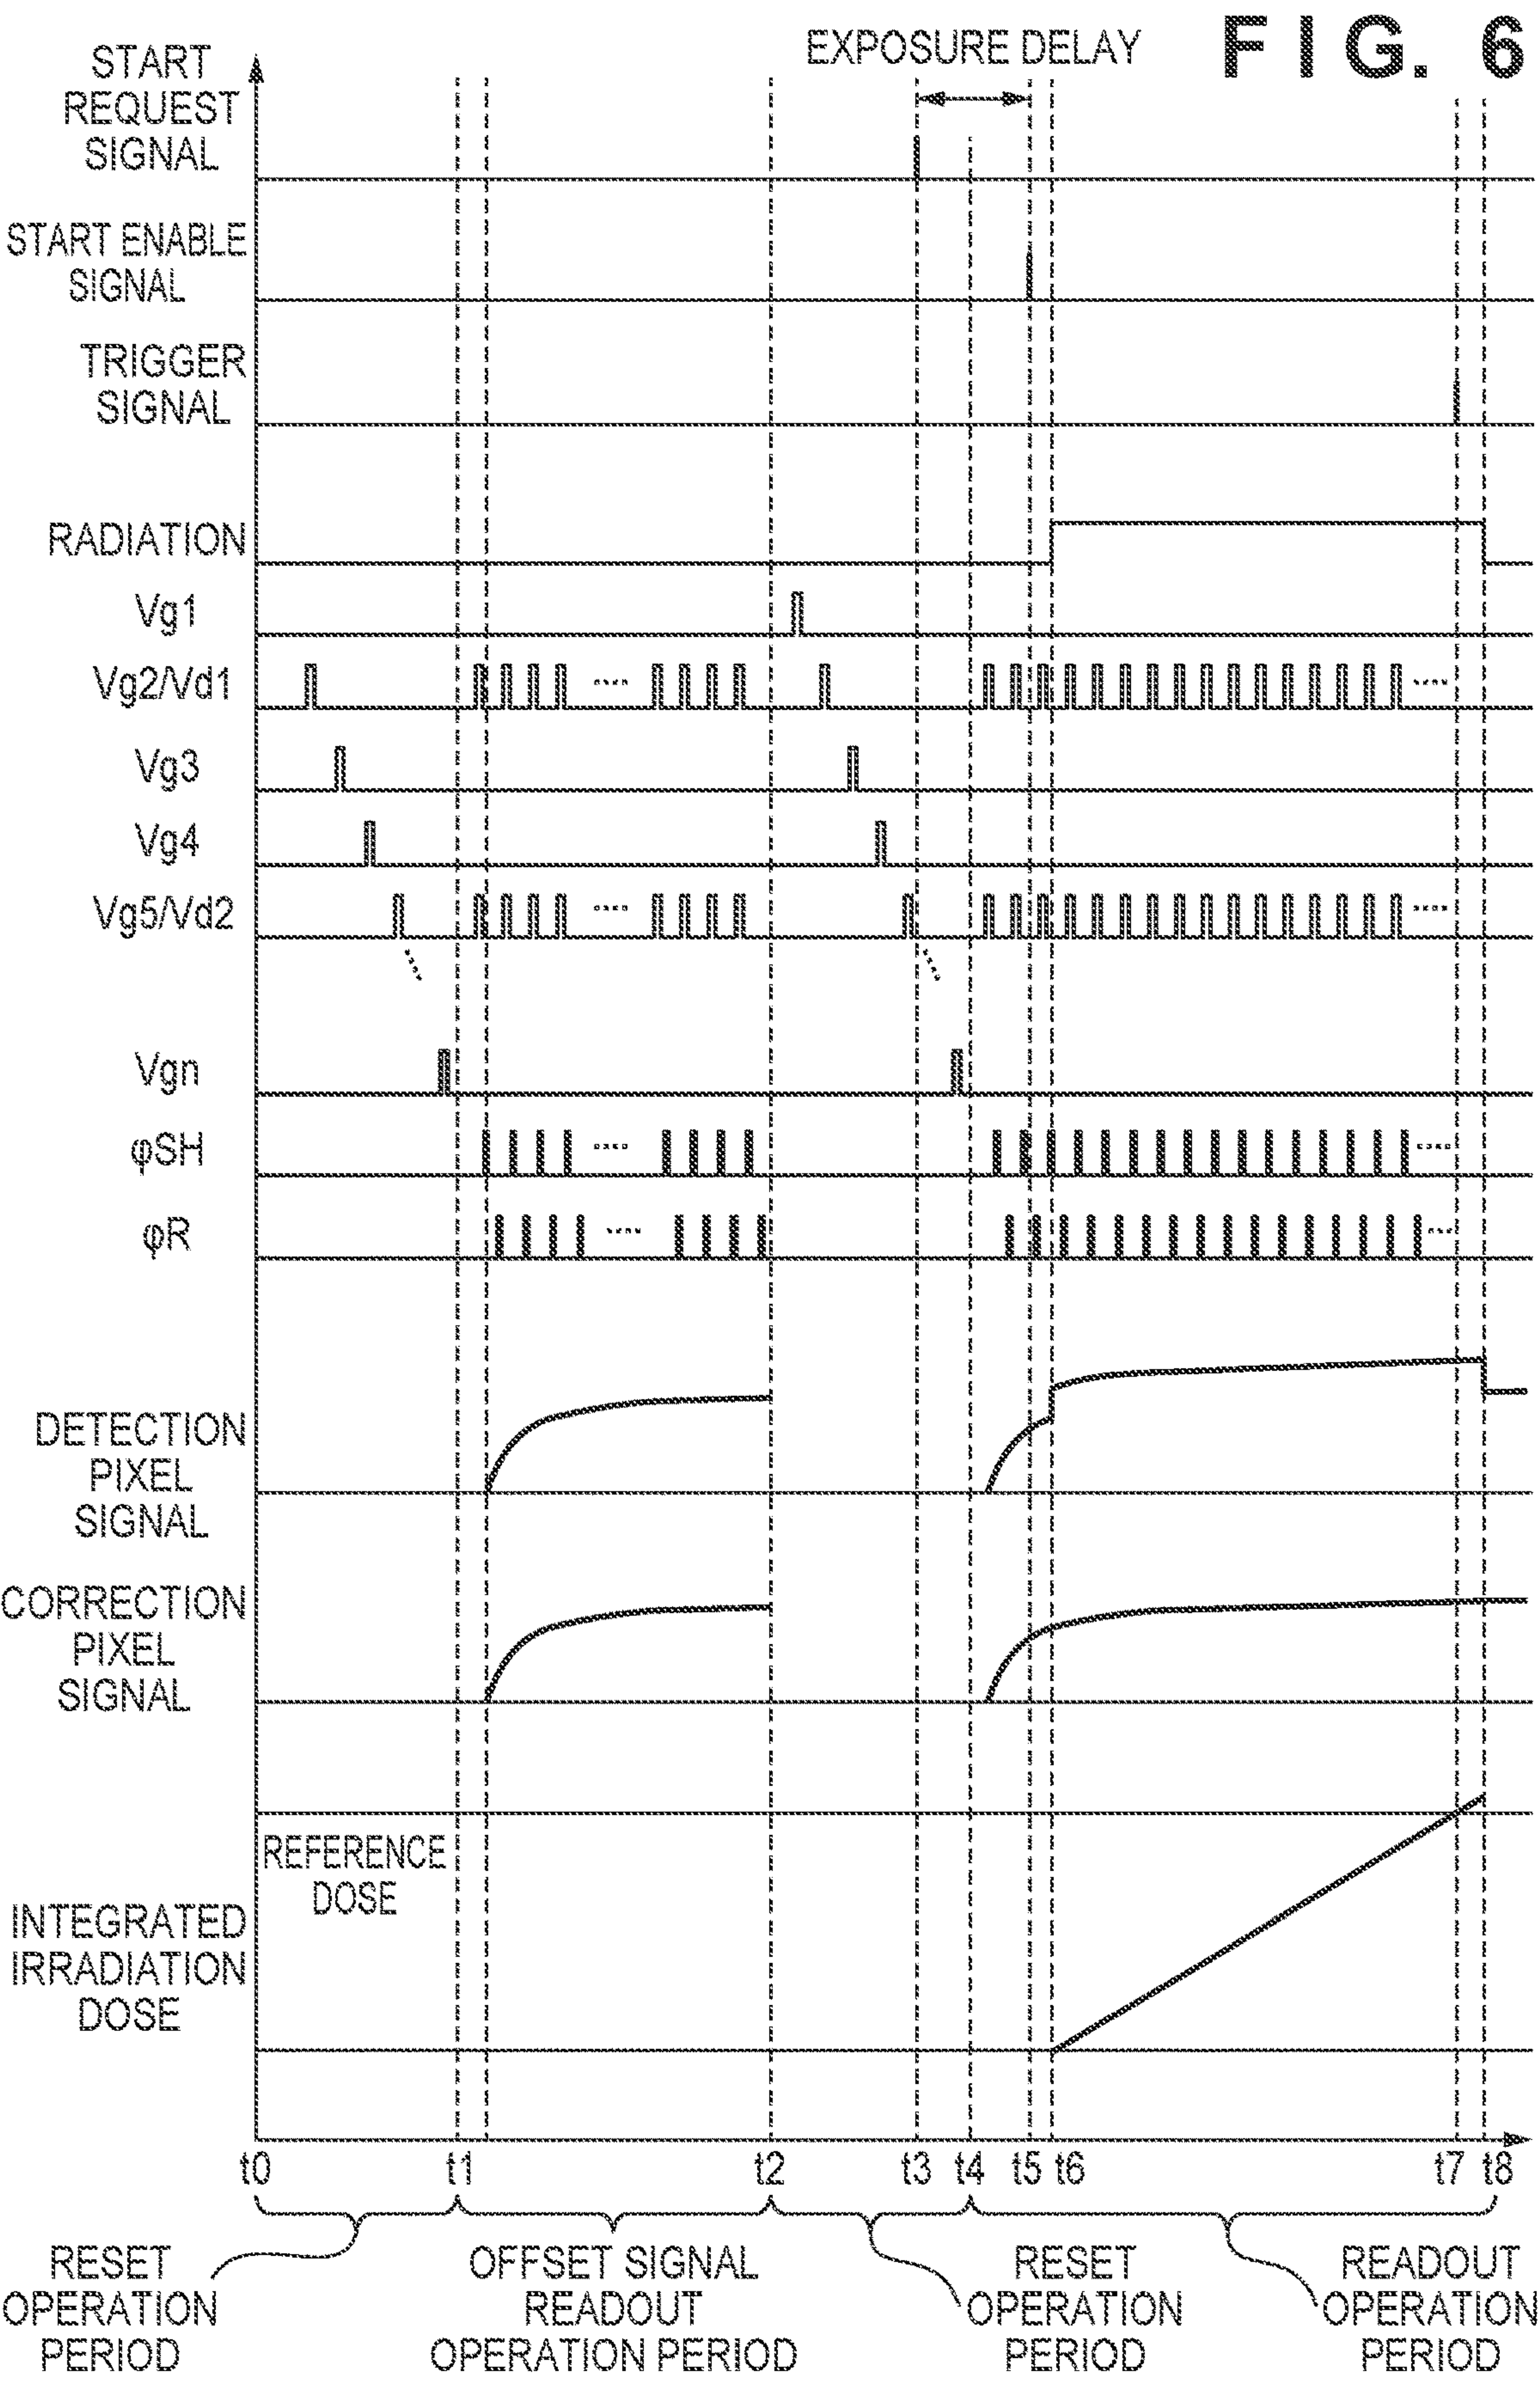 FIG. 6
EXPOSURE DELAY
START
REQUEST
SIGNAL
START ENABLE
SIGNAL
TRIGGER
SIGNAL
RADIATION
Vg1
Vg2/Vd1
Vg3
Vg4
Vg5/Vd2
Vgn
φSH
φR
DETECTION
PIXEL
SIGNAL
CORRECTION
PIXEL
SIGNAL
REFERENCE
DOSE
INTEGRATED
IRRADIATION
DOSE
t0 t1 t2 t3 t4 t5 t6 t7 t8
RESET
OPERATION
PERIOD
OFFSET SIGNAL
READOUT
OPERATION PERIOD
RESET
OPERATION
PERIOD
READOUT
OPERATION
PERIOD